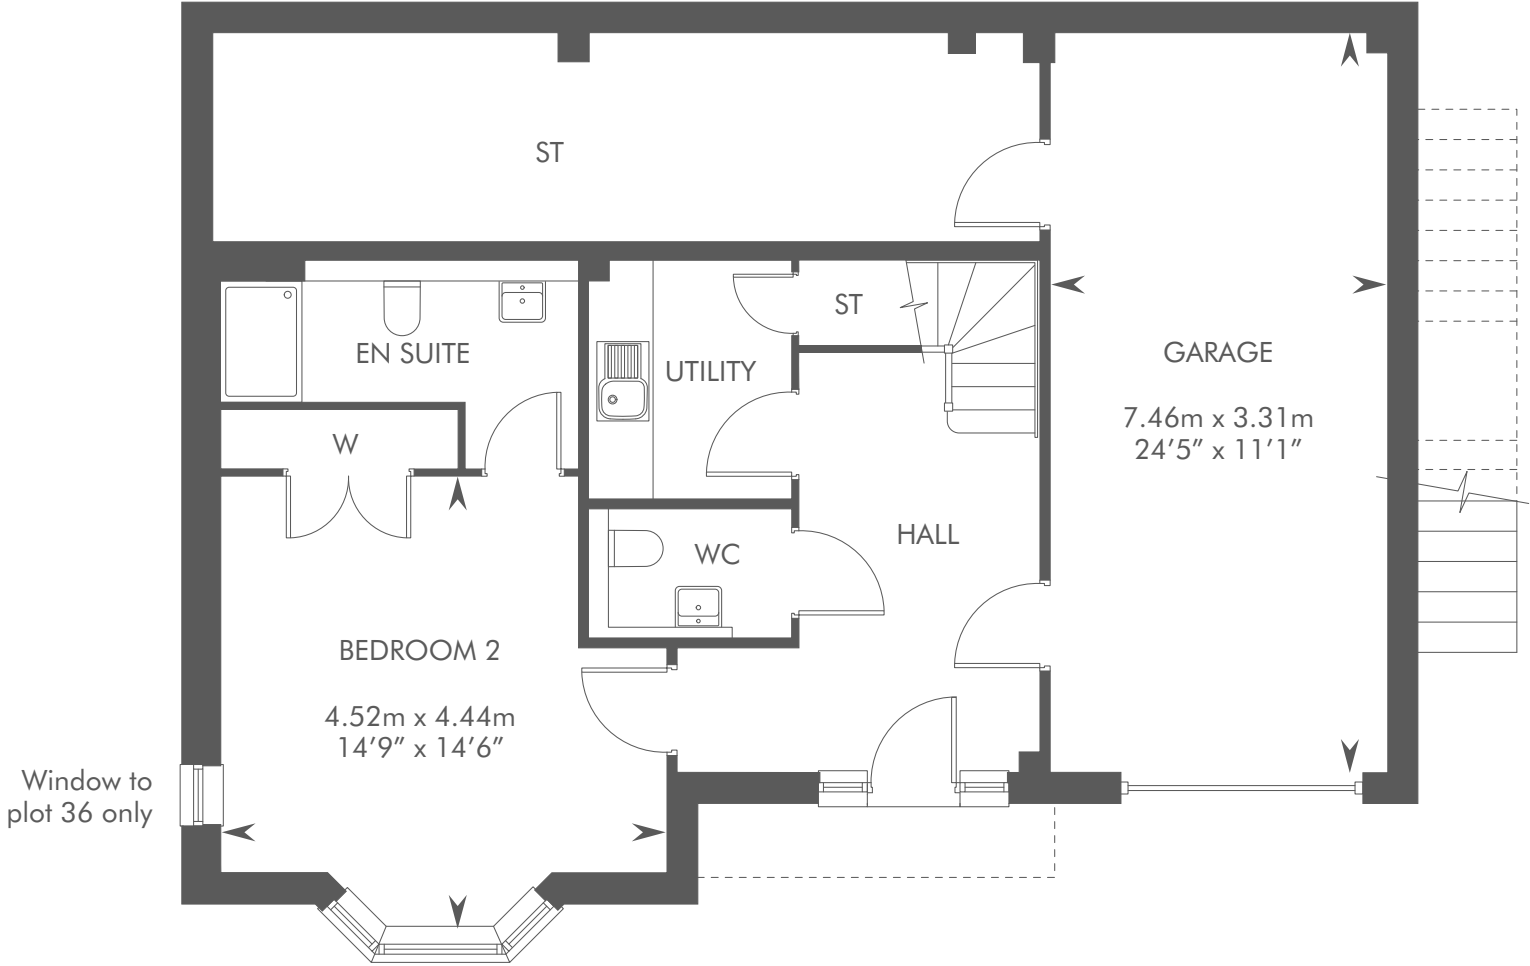 ST
ST
EN SUITE
GARAGE
UTILITY
7.46m x 3.31m
24’5” x 11’1”
W
HALL
WC
BEDROOM 2
4.52m x 4.44m
14’9” x 14’6”
Window to
plot 36 only